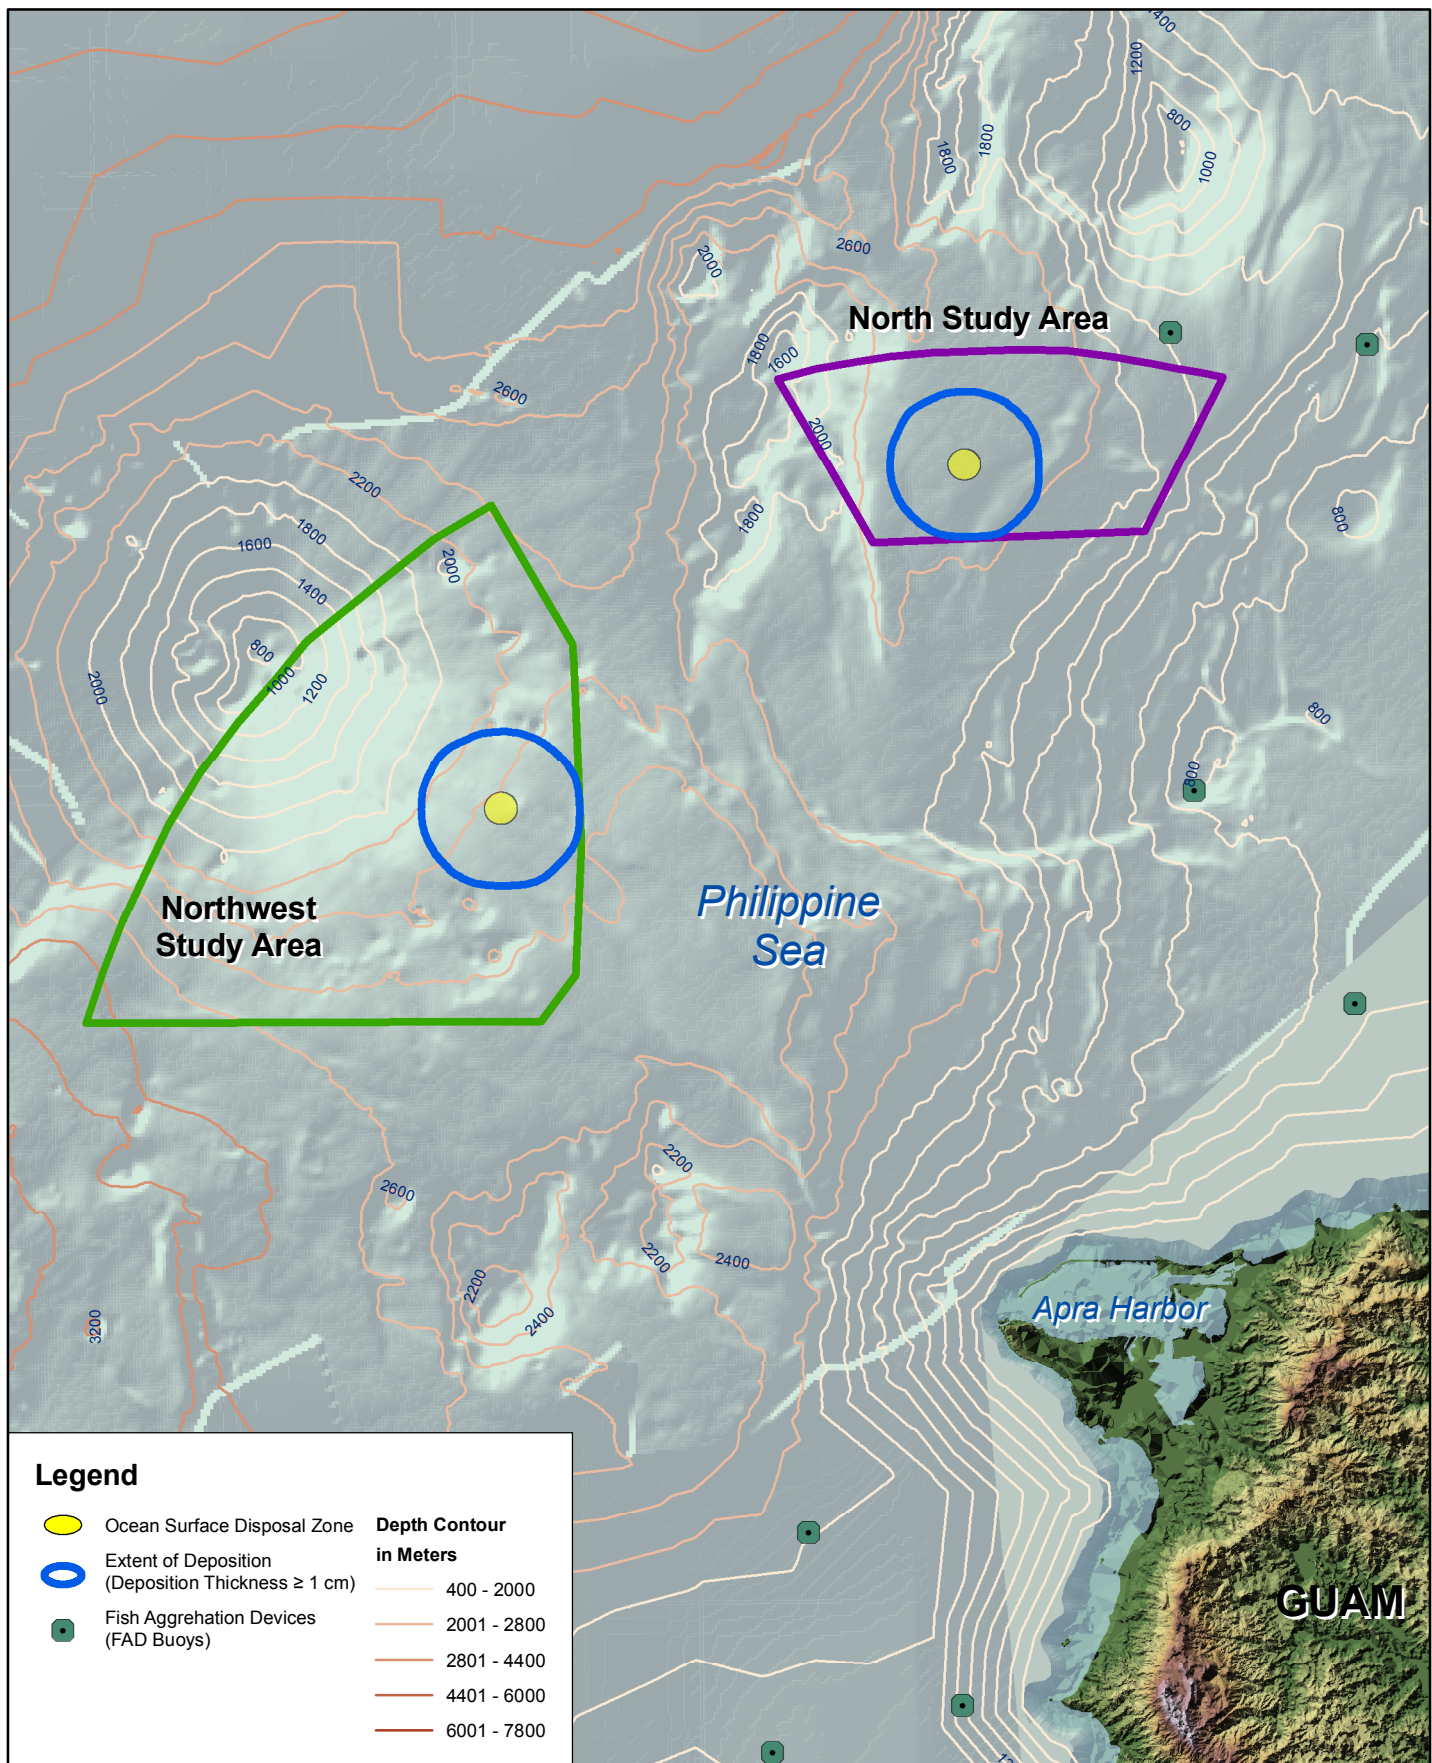 1400
1200
800
1800
1800
1000
2600
2000
North Study Area
1800
1600
2600
2000
2200
1800
800
1800
1600
2000
1400
800
1000
1200
2000
800
800
Northwest
Study Area
Philippine
Sea
2200
2600
2200
2400
2200
2400
3200
Apra Harbor
GUAM
Legend
Ocean Surface Disposal Zone
Extent of Deposition
(Deposition Thickness ≥ 1 cm)
Fish Aggrehation Devices
(FAD Buoys)
Depth Contour
in Meters
400 - 2000
2001 - 2800
2801 - 4400
4401 - 6000
6001 - 7800